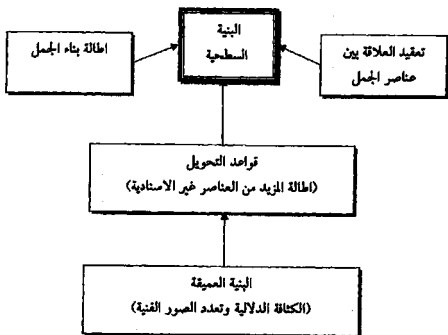 البنية
السطحية
اطالة بناء الجمل
تعقيد العلاقة بين
عناصر الجمل
قواعد التحويل
(اطالة المزيد من العناصر غير الاسنادية)
البنية العميقة
(الكثافة الدلالية وتعدد الصور الفنية)